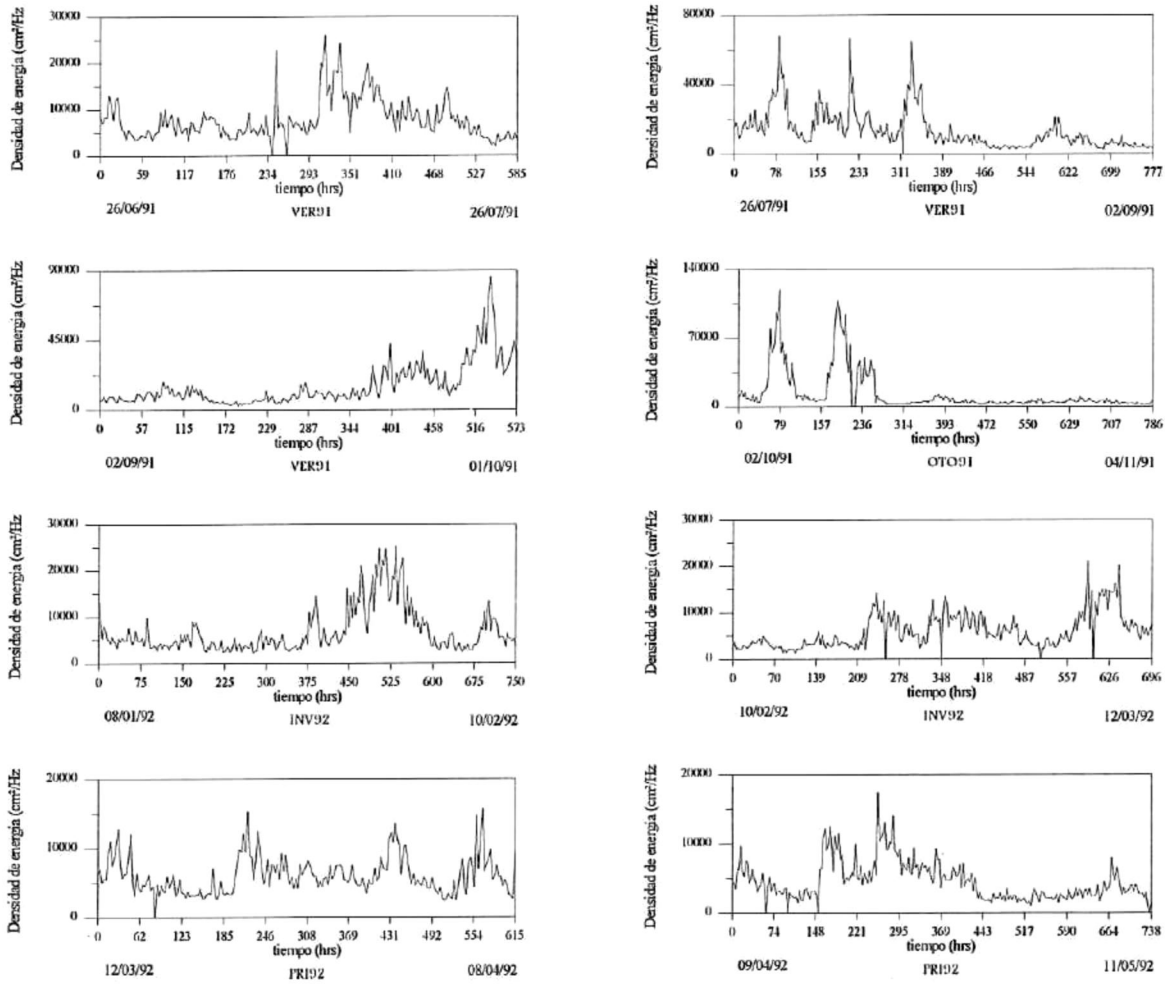 Densidad de energia (cm²/Hz
30000
20000
10000
0
0 59 117 176 234 293 351 410 468 527 585
tiempo (hrs)
26/06/91 VER91 26/07/91
Densidad de energia (cm²/Hz
80000
40000
0
0 78 155 233 311 389 466 544 622 699 777
tiempo (hrs)
26/07/91 VER91 02/09/91
Densidad de energia (cm²/Hz
90000
45000
0
0 57 115 172 229 287 344 401 458 516 573
tiempo (hrs)
02/09/91 VER91 01/10/91
Densidad de energia (cm²/Hz
140000
70000
0
0 79 157 236 314 393 472 550 629 707 786
tiempo (hrs)
02/10/91 OTO91 04/11/91
Densidad de energia (cm²/Hz
30000
20000
10000
0
0 75 150 225 300 375 450 525 600 675 750
tiempo (hrs)
08/01/92 INV92 10/02/92
Densidad de energia (cm²/Hz
30000
20000
10000
0
0 70 139 209 278 348 418 487 557 626 696
tiempo (hrs)
10/02/92 INV92 12/03/92
Densidad de energia (cm²/Hz
20000
10000
0
0 62 123 185 246 308 369 431 492 554 615
tiempo (hrs)
12/03/92 PRI92 08/04/92
Densidad de energia (cm²/Hz
20000
10000
0
0 74 148 221 295 369 443 517 590 664 738
tiempo (hrs)
09/04/92 PRI92 11/05/92